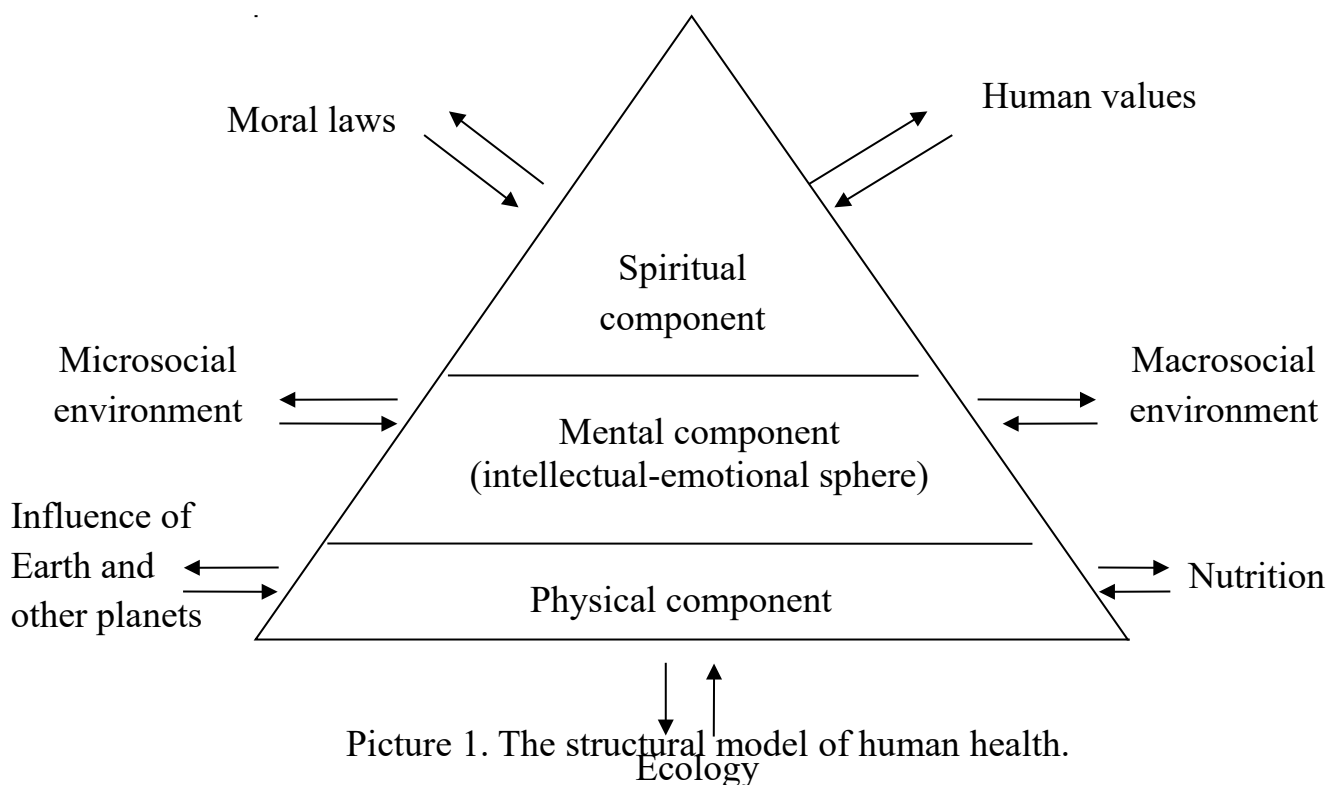 Moral laws
Human values
Spiritual
component
Microsocial
environment
Macrosocial
environment
Mental component
(intellectual-emotional sphere)
Influence of
Earth and
other planets
Physical component
Nutrition
Picture 1. The structural model of human health.
Ecology